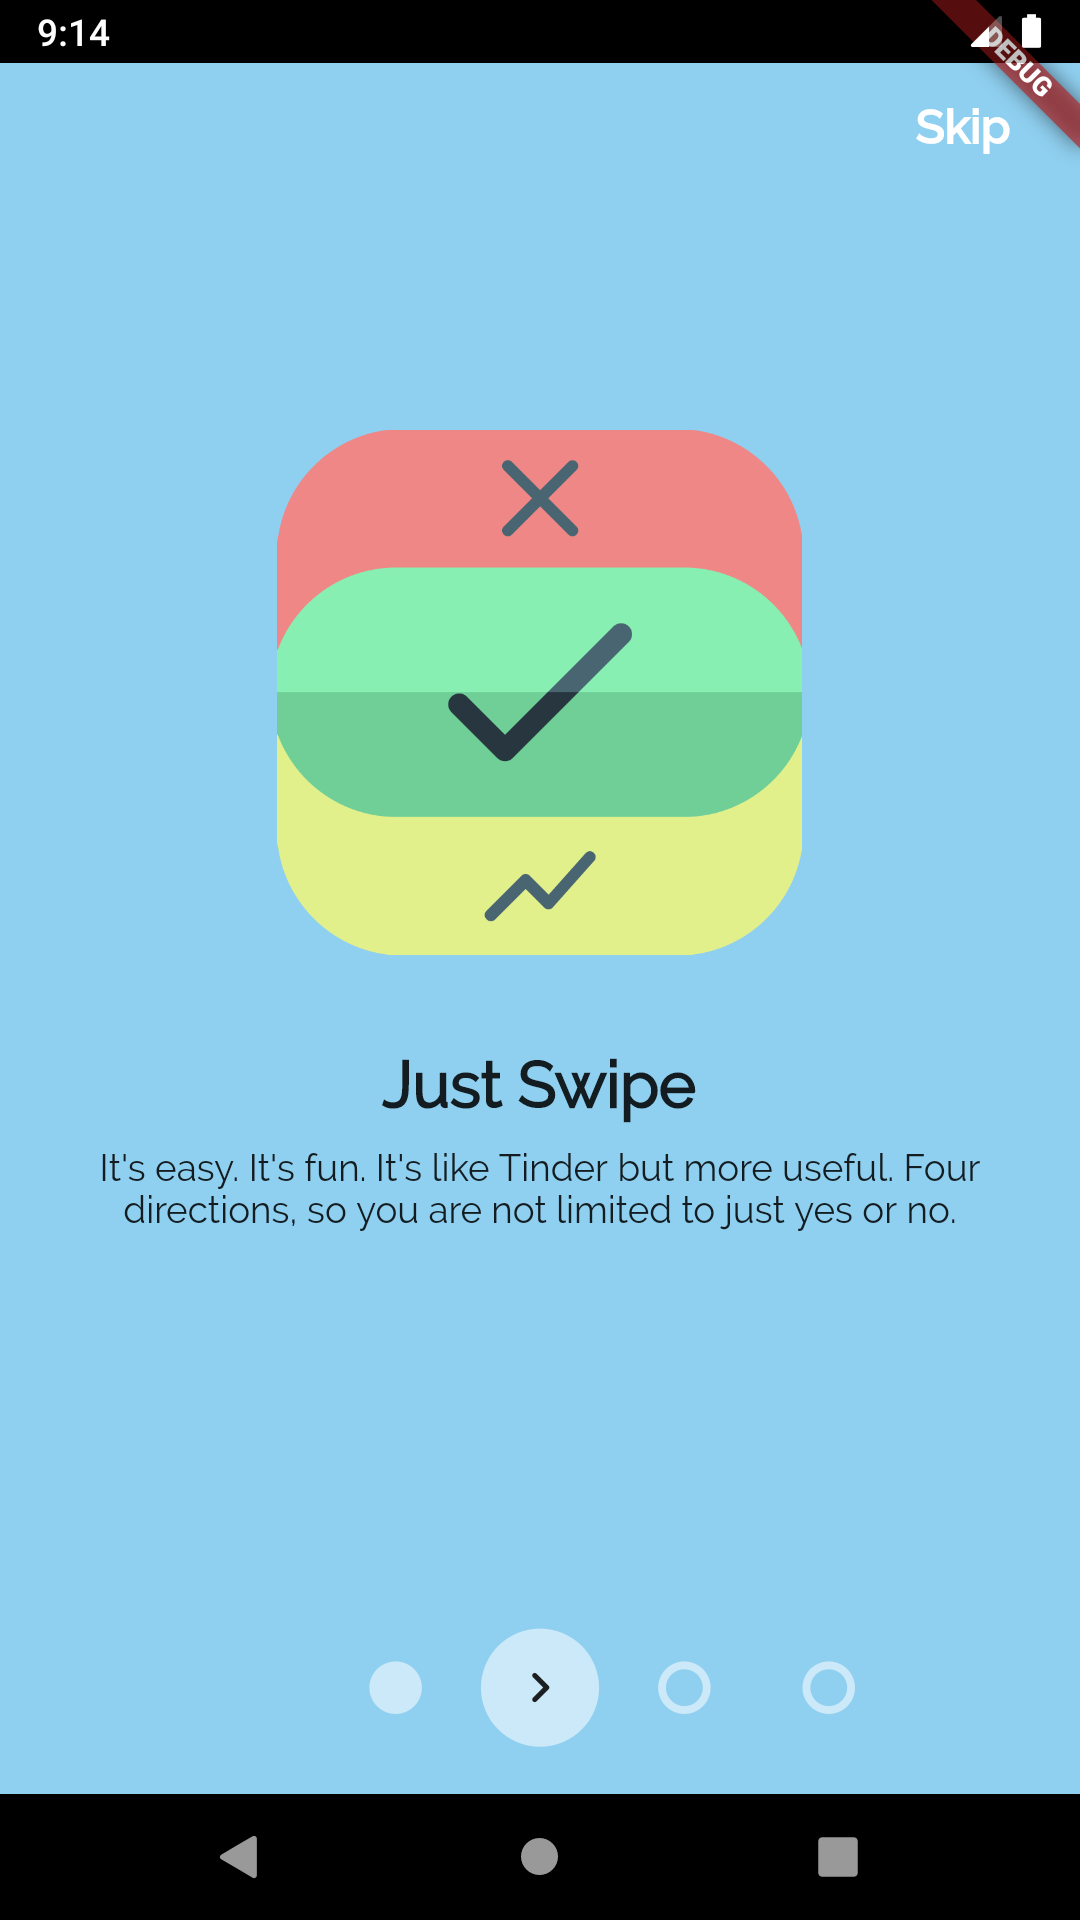 9:14
DEBUG
Skip
Just Swipe
It's easy. It's fun. It's like Tinder but more useful. Four
directions, so you are not limited to just yes or no.